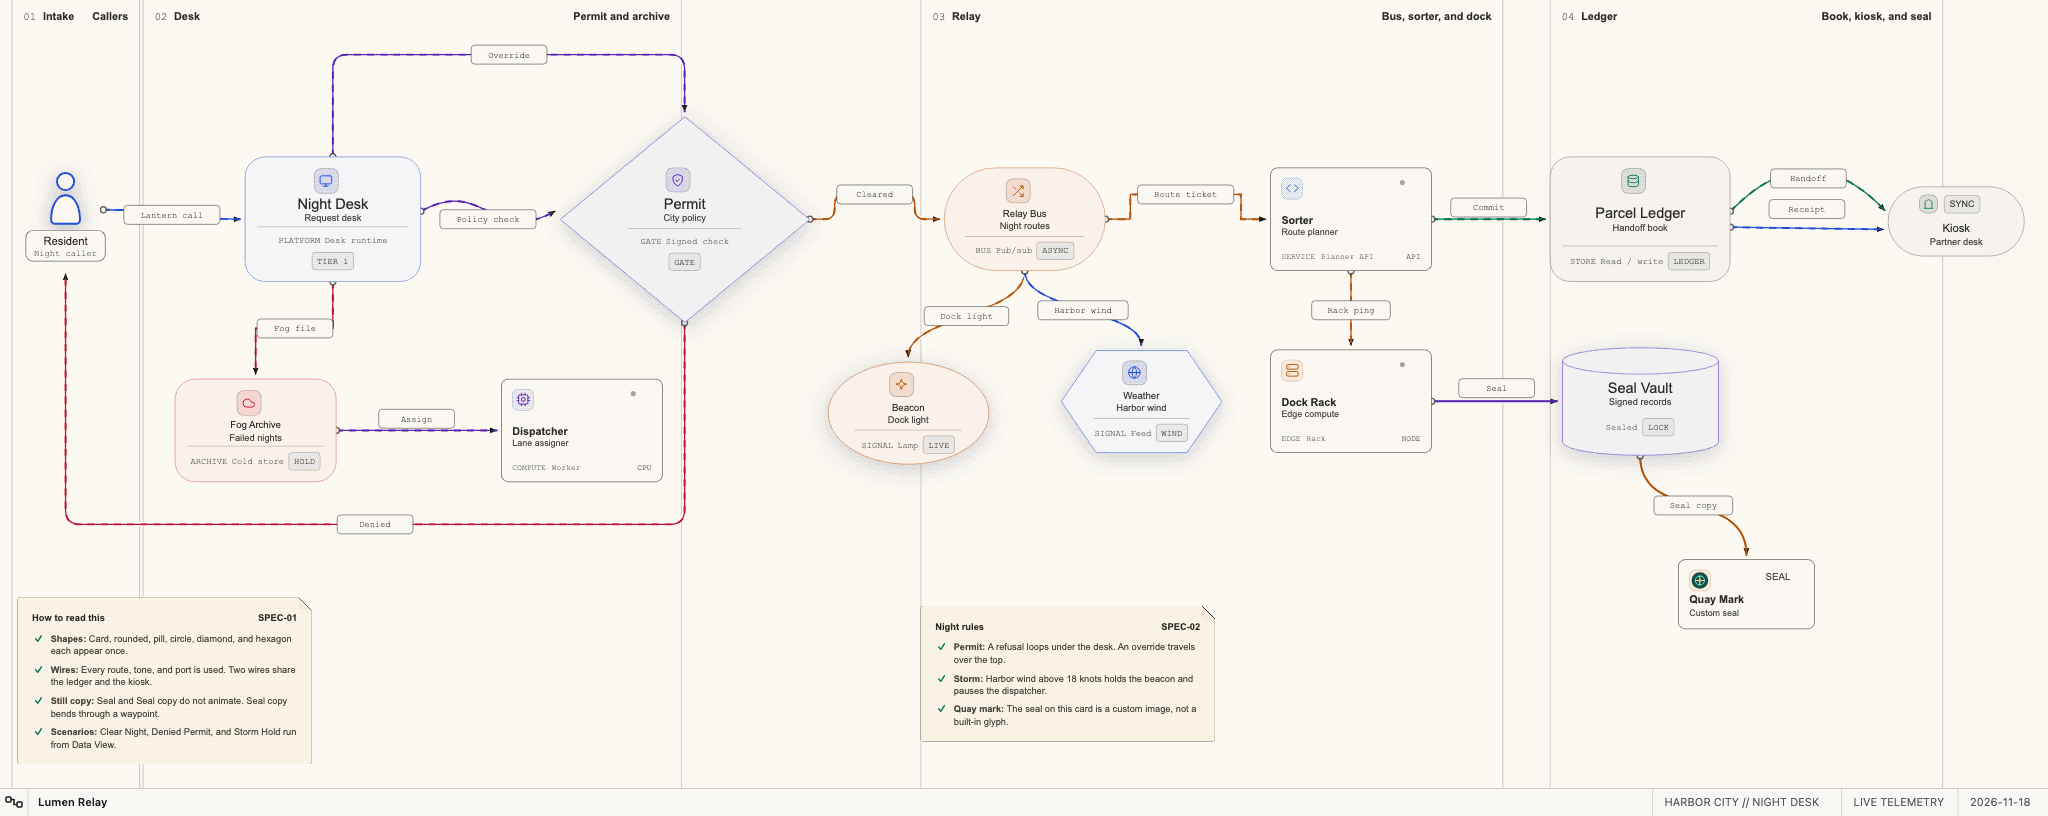 01 Intake Callers
02 Desk Permit and archive
03 Relay Bus, sorter, and dock
04 Ledger Book, kiosk, and seal
Override
Resident
Night caller
Lantern call
Night Desk
Request desk
PLATFORM Desk runtime
TIER 1
Policy check
Permit
City policy
GATE Signed check
GATE
Cleared
Relay Bus
Night routes
BUS Pub/sub ASYNC
Route ticket
Sorter
Route planner
SERVICE Planner API API
Commit
Parcel Ledger
Handoff book
STORE Read / write LEDGER
Handoff
Receipt
SYNC
Kiosk
Partner desk
Fog file
Dock light
Harbor wind
Rack ping
Fog Archive
Failed nights
ARCHIVE Cold store HOLD
Assign
Dispatcher
Lane assigner
COMPUTE Worker CPU
Beacon
Dock light
SIGNAL Lamp LIVE
Weather
Harbor wind
SIGNAL Feed WIND
Dock Rack
Edge compute
EDGE Rack NODE
Seal
Seal Vault
Signed records
Sealed LOCK
Denied
Seal copy
SEAL
Quay Mark
Custom seal
How to read this SPEC-01
Shapes: Card, rounded, pill, circle, diamond, and hexagon
each appear once.
Wires: Every route, tone, and port is used. Two wires share
the ledger and the kiosk.
Still copy: Seal and Seal copy do not animate. Seal copy
bends through a waypoint.
Scenarios: Clear Night, Denied Permit, and Storm Hold run
from Data View.
Night rules SPEC-02
Permit: A refusal loops under the desk. An override travels
over the top.
Storm: Harbor wind above 18 knots holds the beacon and
pauses the dispatcher.
Quay mark: The seal on this card is a custom image, not a
built-in glyph.
Lumen Relay
HARBOR CITY // NIGHT DESK
LIVE TELEMETRY
2026-11-18